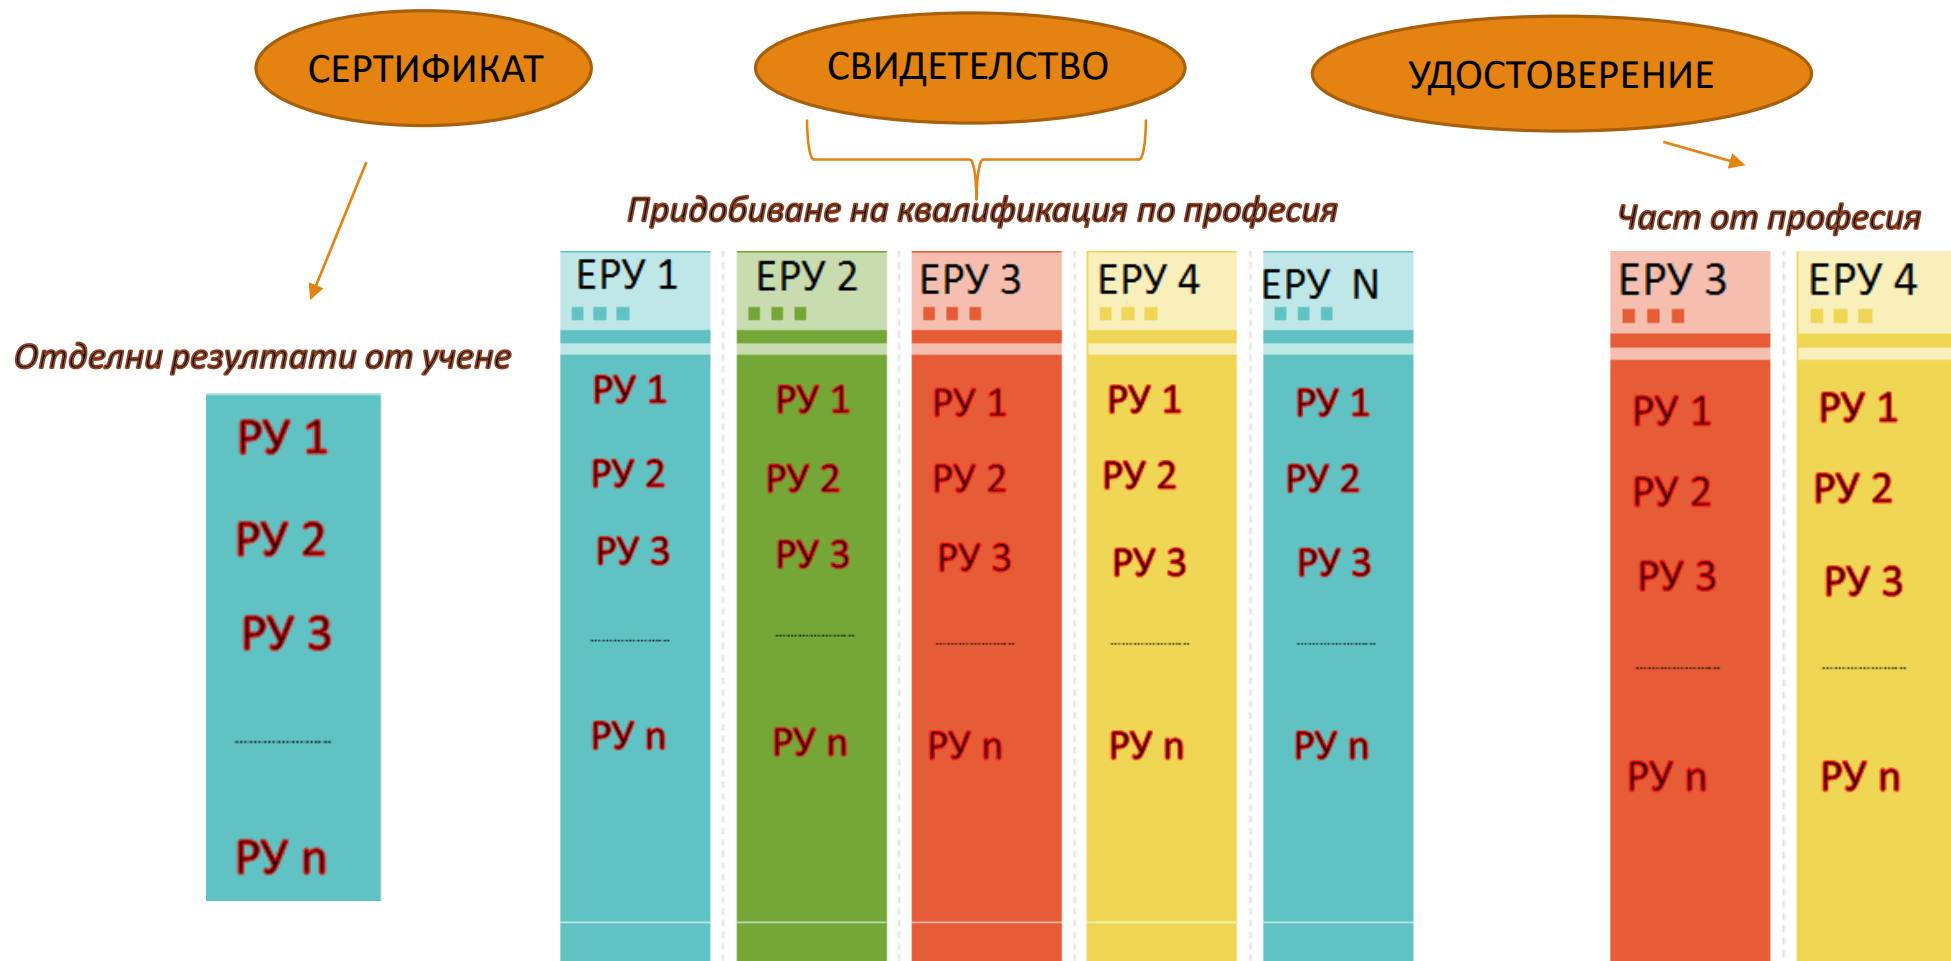 СЕРТИФИКАТ
СВИДЕТЕЛСТВО
УДОСТОВЕРЕНИЕ
Отделни резултати от учене
РУ 1
РУ 2
РУ 3
РУ n
Придобиване на квалификация по професия
ЕРУ 1
РУ 1
РУ 2
РУ 3
РУ n
ЕРУ 2
РУ 1
РУ 2
РУ 3
РУ n
ЕРУ 3
РУ 1
РУ 2
РУ 3
РУ n
ЕРУ 4
РУ 1
РУ 2
РУ 3
РУ n
ЕРУ N
РУ 1
РУ 2
РУ 3
РУ n
Част от професия
ЕРУ 3
РУ 1
РУ 2
РУ 3
РУ n
ЕРУ 4
РУ 1
РУ 2
РУ 3
РУ n